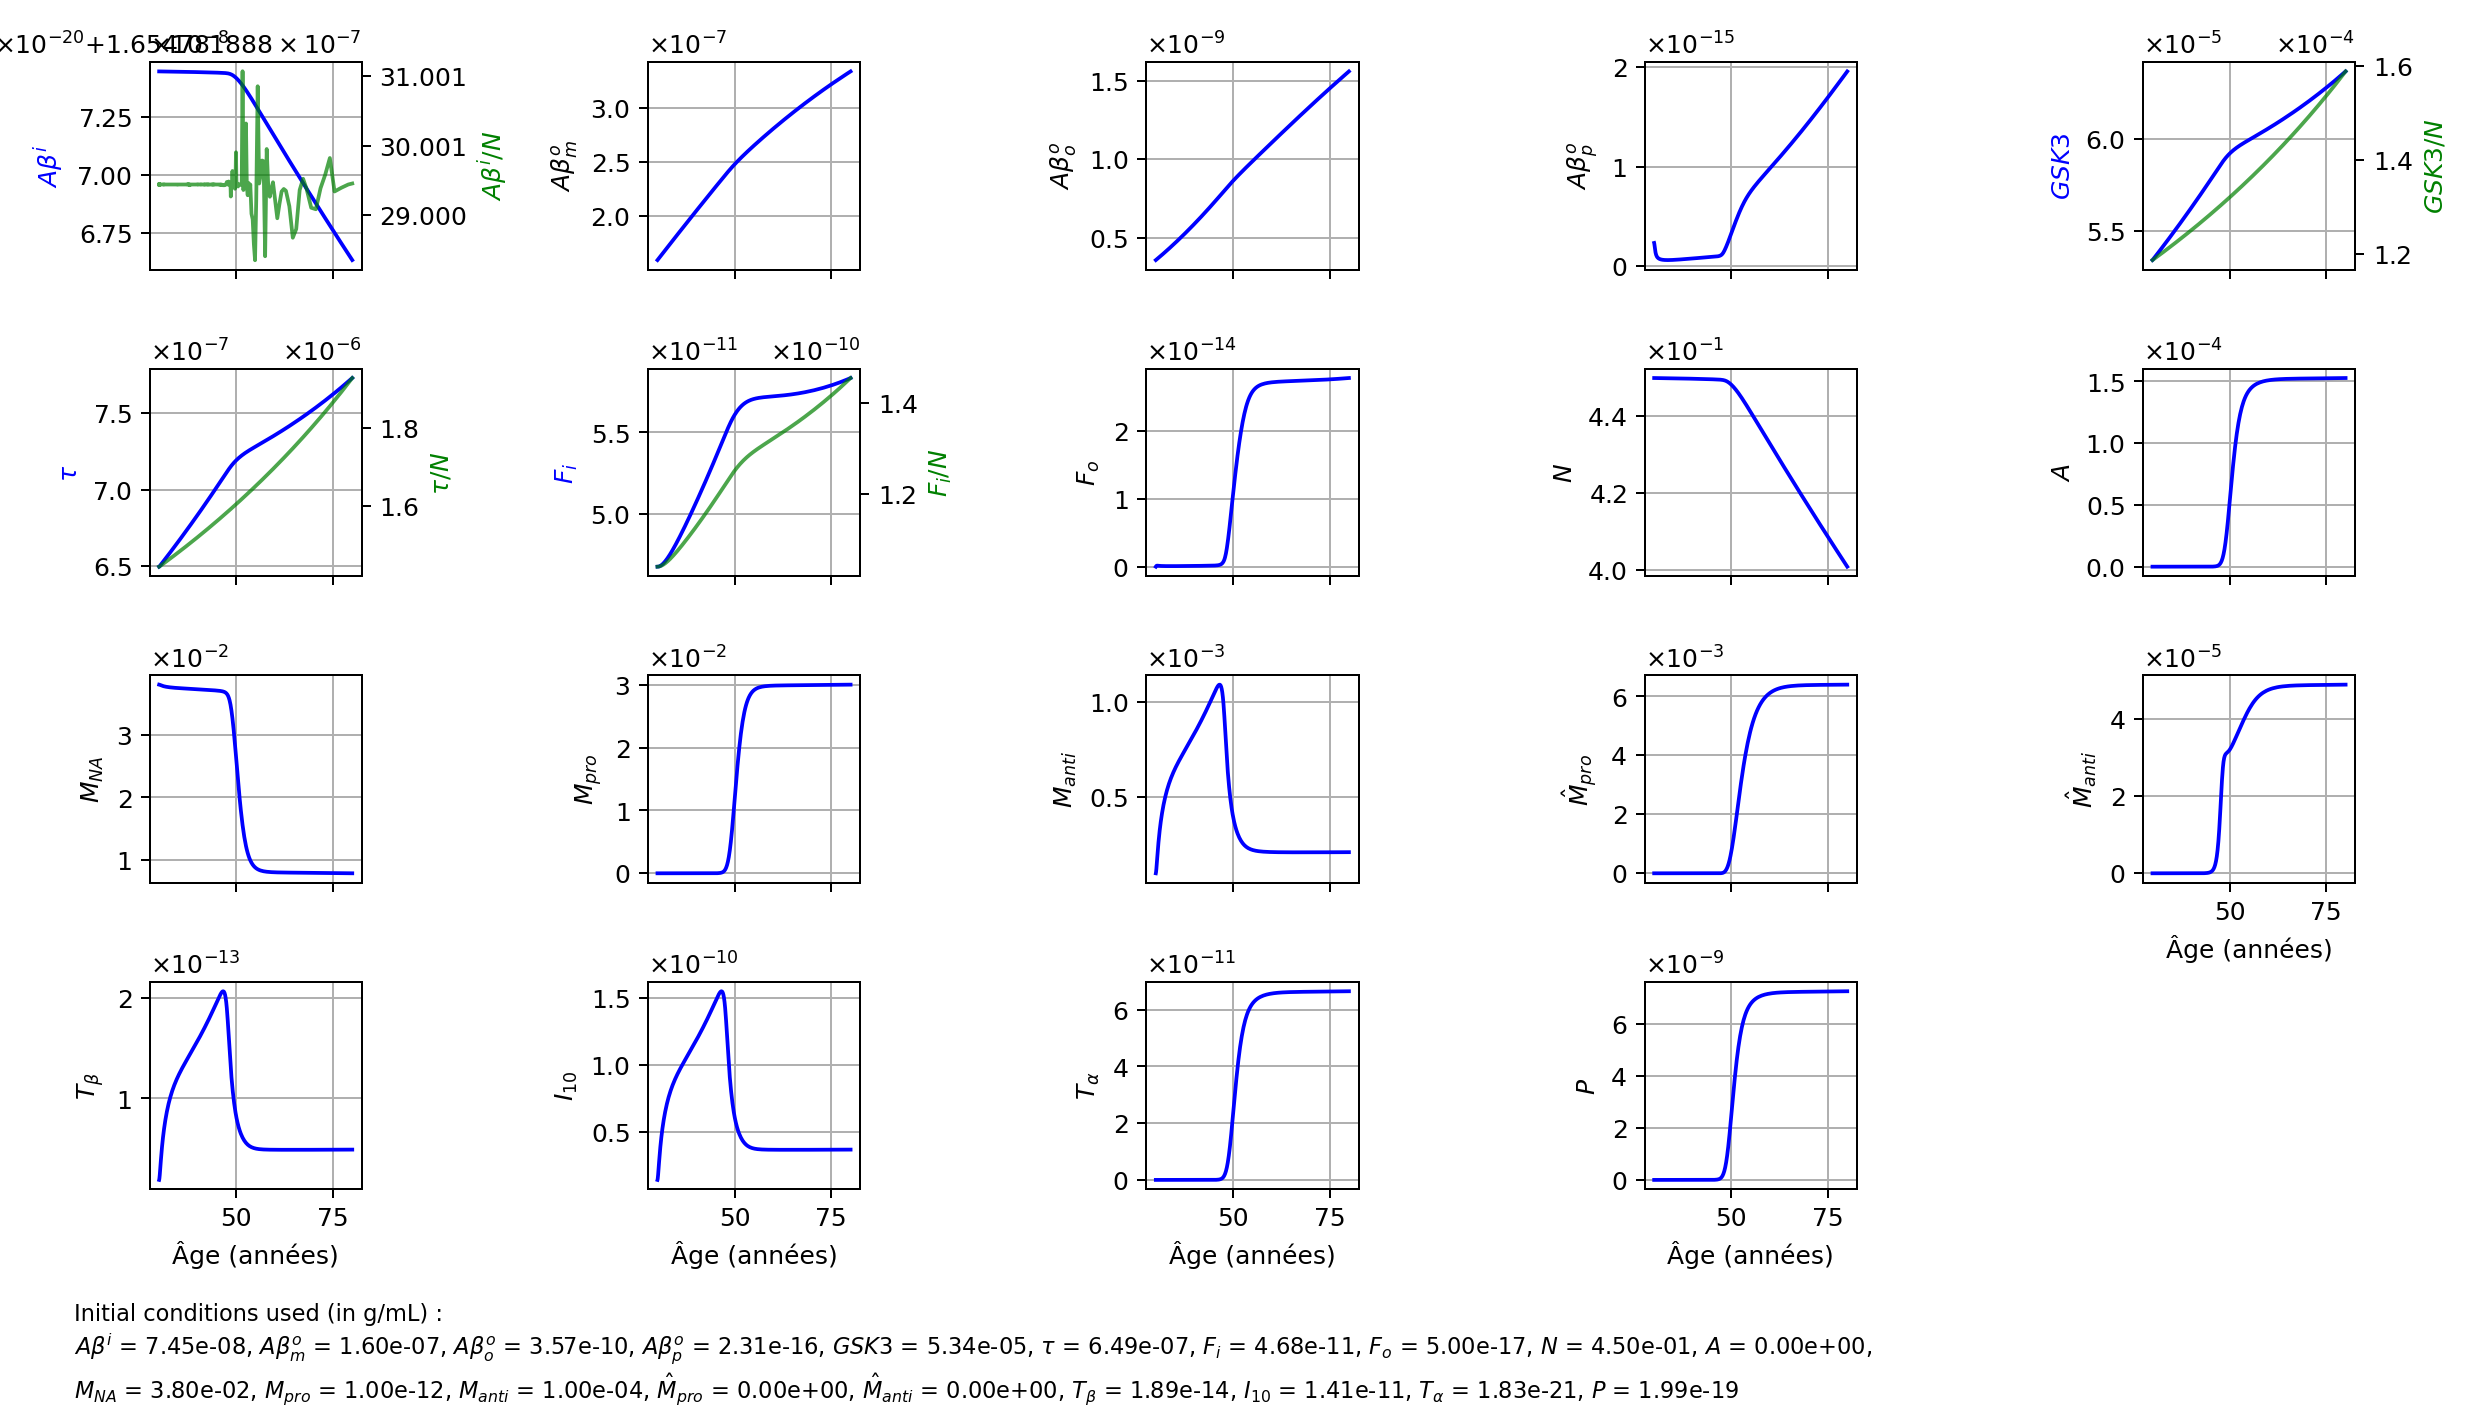 ×10⁻²⁰+1.654781888 × 10⁻⁷ ×10⁻⁸ ×10⁻⁷ ×10⁻⁹ ×10⁻¹⁵ ×10⁻⁵ ×10⁻⁴
Aβⁱ 7.25 7.00 6.75 31.001 30.001 29.000 Aβⁱ/N
Aβₘᵒ 3.0 2.5 2.0
Aβₒᵒ 1.5 1.0 0.5
Aβₚᵒ 2 1 0
GSK3 6.0 5.5 1.6 1.4 1.2 GSK3/N
×10⁻⁷ ×10⁻⁶ ×10⁻¹¹ ×10⁻¹⁰ ×10⁻¹⁴ ×10⁻¹ ×10⁻⁴
τ 7.5 7.0 6.5 1.8 1.6 τ/N
Fᵢ 5.5 5.0 1.4 1.2 Fᵢ/N
Fₒ 2 1 0
N 4.4 4.2 4.0
A 1.5 1.0 0.5 0.0
×10⁻² ×10⁻² ×10⁻³ ×10⁻³ ×10⁻⁵
M_NA 3 2 1
M_pro 3 2 1 0
M_anti 1.0 0.5
M̂_pro 6 4 2 0
M̂_anti 4 2 0
50 75
Âge (années)
×10⁻¹³ ×10⁻¹⁰ ×10⁻¹¹ ×10⁻⁹
T_β 2 1
I₁₀ 1.5 1.0 0.5
T_α 6 4 2 0
P 6 4 2 0
50 75 50 75 50 75 50 75
Âge (années) Âge (années) Âge (années) Âge (années)
Initial conditions used (in g/mL) :
Aβⁱ = 7.45e-08, Aβₘᵒ = 1.60e-07, Aβₒᵒ = 3.57e-10, Aβₚᵒ = 2.31e-16, GSK3 = 5.34e-05, τ = 6.49e-07, Fᵢ = 4.68e-11, Fₒ = 5.00e-17, N = 4.50e-01, A = 0.00e+00,
M_NA = 3.80e-02, M_pro = 1.00e-12, M_anti = 1.00e-04, M̂_pro = 0.00e+00, M̂_anti = 0.00e+00, T_β = 1.89e-14, I₁₀ = 1.41e-11, T_α = 1.83e-21, P = 1.99e-19